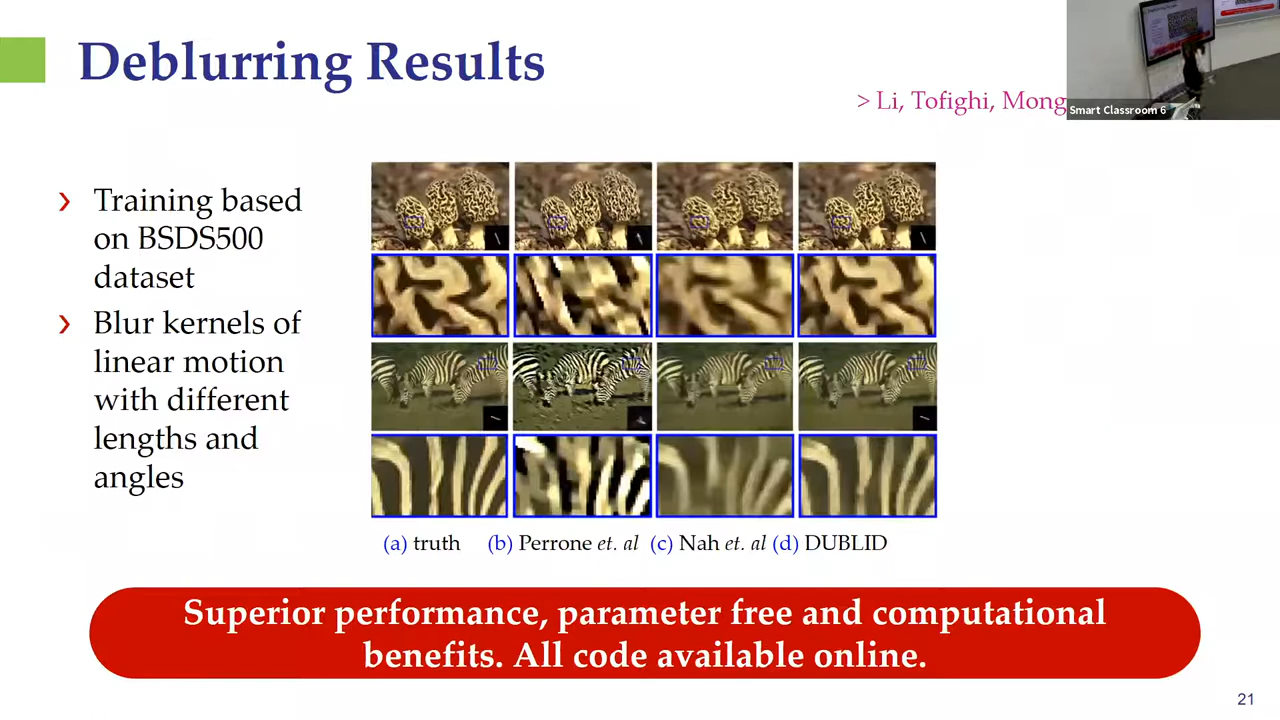 Deblurring Results
> Li, Tofighi, Mong
Smart Classroom 6
› Training based
on BSDS500
dataset
› Blur kernels of
linear motion
with different
lengths and
angles
(a) truth (b) Perrone et. al (c) Nah et. al (d) DUBLID
Superior performance, parameter free and computational
benefits. All code available online.
21